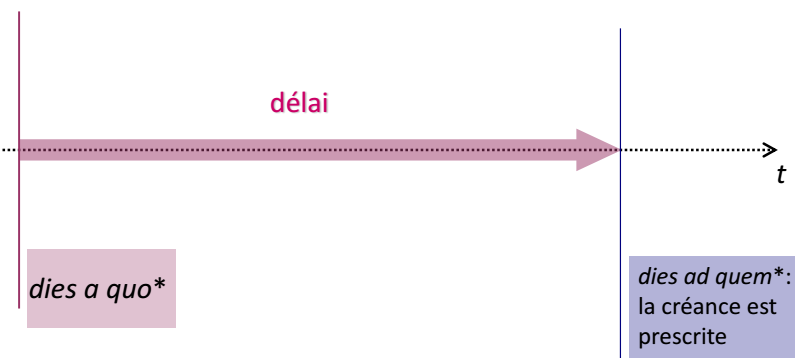 délai
t
dies a quo*
dies ad quem*:
la créance est
prescrite